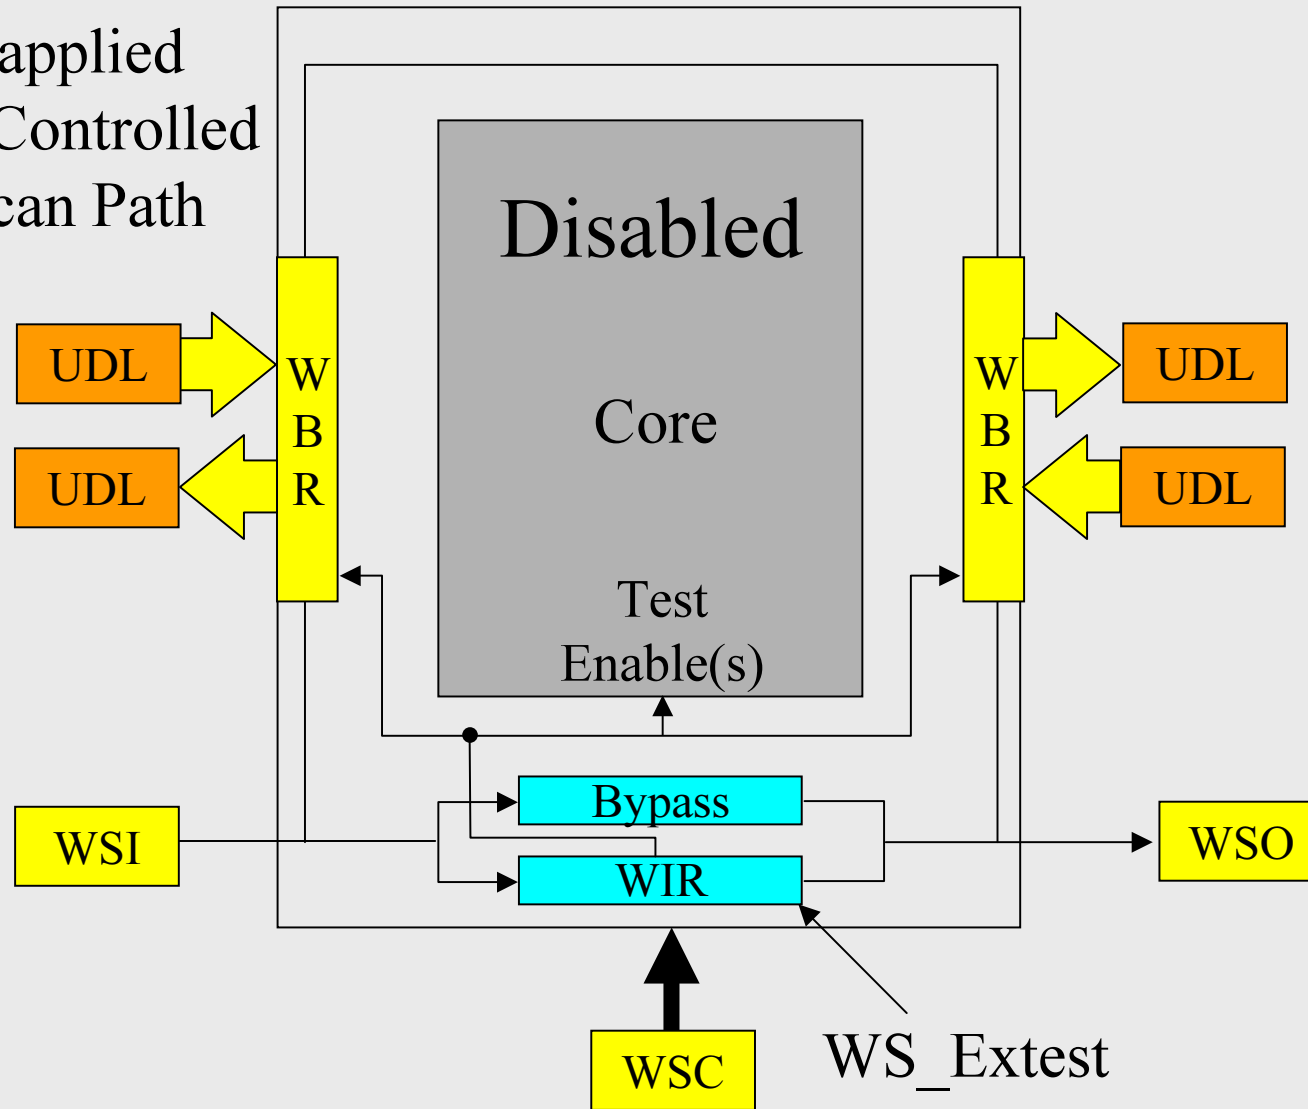 applied
Controlled
can Path
Disabled
Core
Test
Enable(s)
UDL
UDL
W
B
R
W
B
R
UDL
UDL
Bypass
WIR
WSI
WSO
WSC
WS_Extest